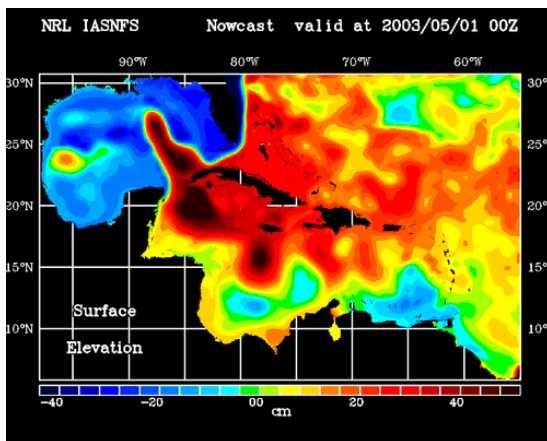 NRL IASNFS Nowcast valid at 2003/05/01 00Z
90°W 80°W 70°W 60°W
30°N 30°N
25°N 25°N
20°N 20°N
15°N 15°N
Surface
10°N 10°N
Elevation
-40 -20 00 20 40
cm